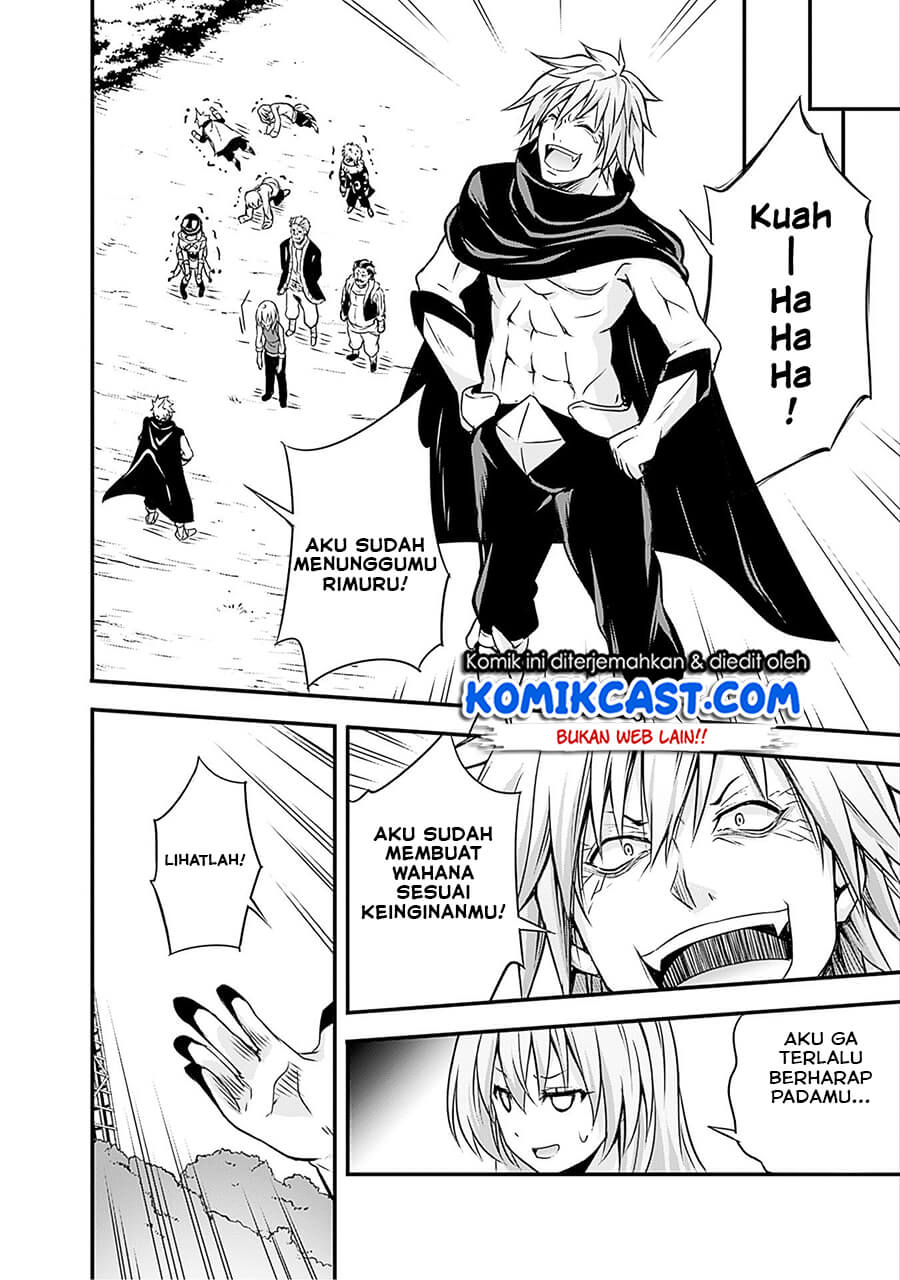 Kuah
—
Ha
Ha
Ha
!
AKU SUDAH
MENUNGGUMU
RIMURU!
Komik ini diterjemahkan & diedit oleh
KOMIKCAST.COM
BUKAN WEB LAIN!!
AKU SUDAH
MEMBUAT
WAHANA
SESUAI
KEINGINANMU!
LIHATLAH!
AKU GA
TERLALU
BERHARAP
PADAMU...